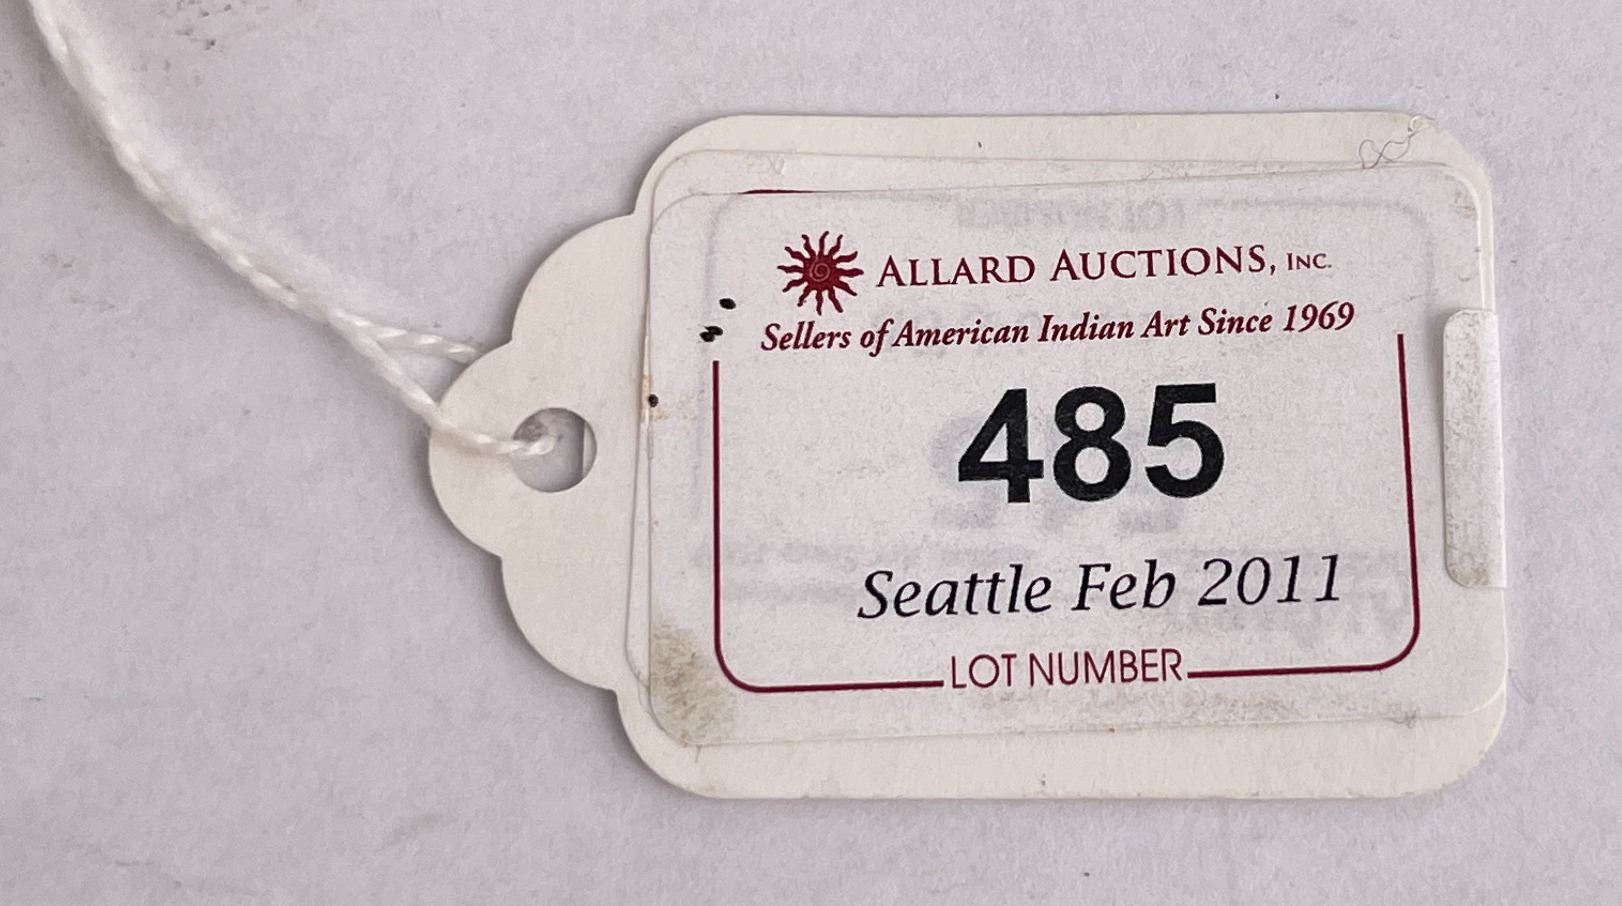 ALLARD AUCTIONS, INC.
Sellers of American Indian Art Since 1969
485
Seattle Feb 2011
LOT NUMBER